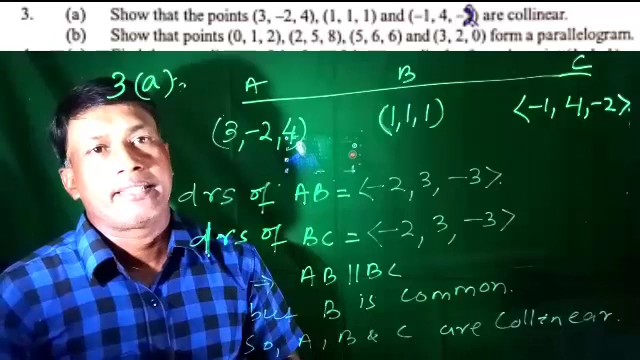 3. (a) Show that the points (3, –2, 4), (1, 1, 1) and (–1, 4, –2) are collinear.
(b) Show that points (0, 1, 2), (2, 5, 8), (5, 6, 6) and (3, 2, 0) form a parallelogram.
3(a):-
A B C
(3, -2, 4) (1, 1, 1) <-1, 4, -2>.
drs of AB = <-2, 3, -3>.
drs of BC = <-2, 3, -3>
→ AB || BC
but B is common.
So, A, B & C are collinear.